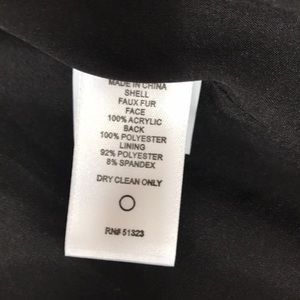 MADE IN CHINA
SHELL
FAUX FUR
FACE
100% ACRYLIC
BACK
100% POLYESTER
LINING
92% POLYESTER
8% SPANDEX
DRY CLEAN ONLY
RN# 51323